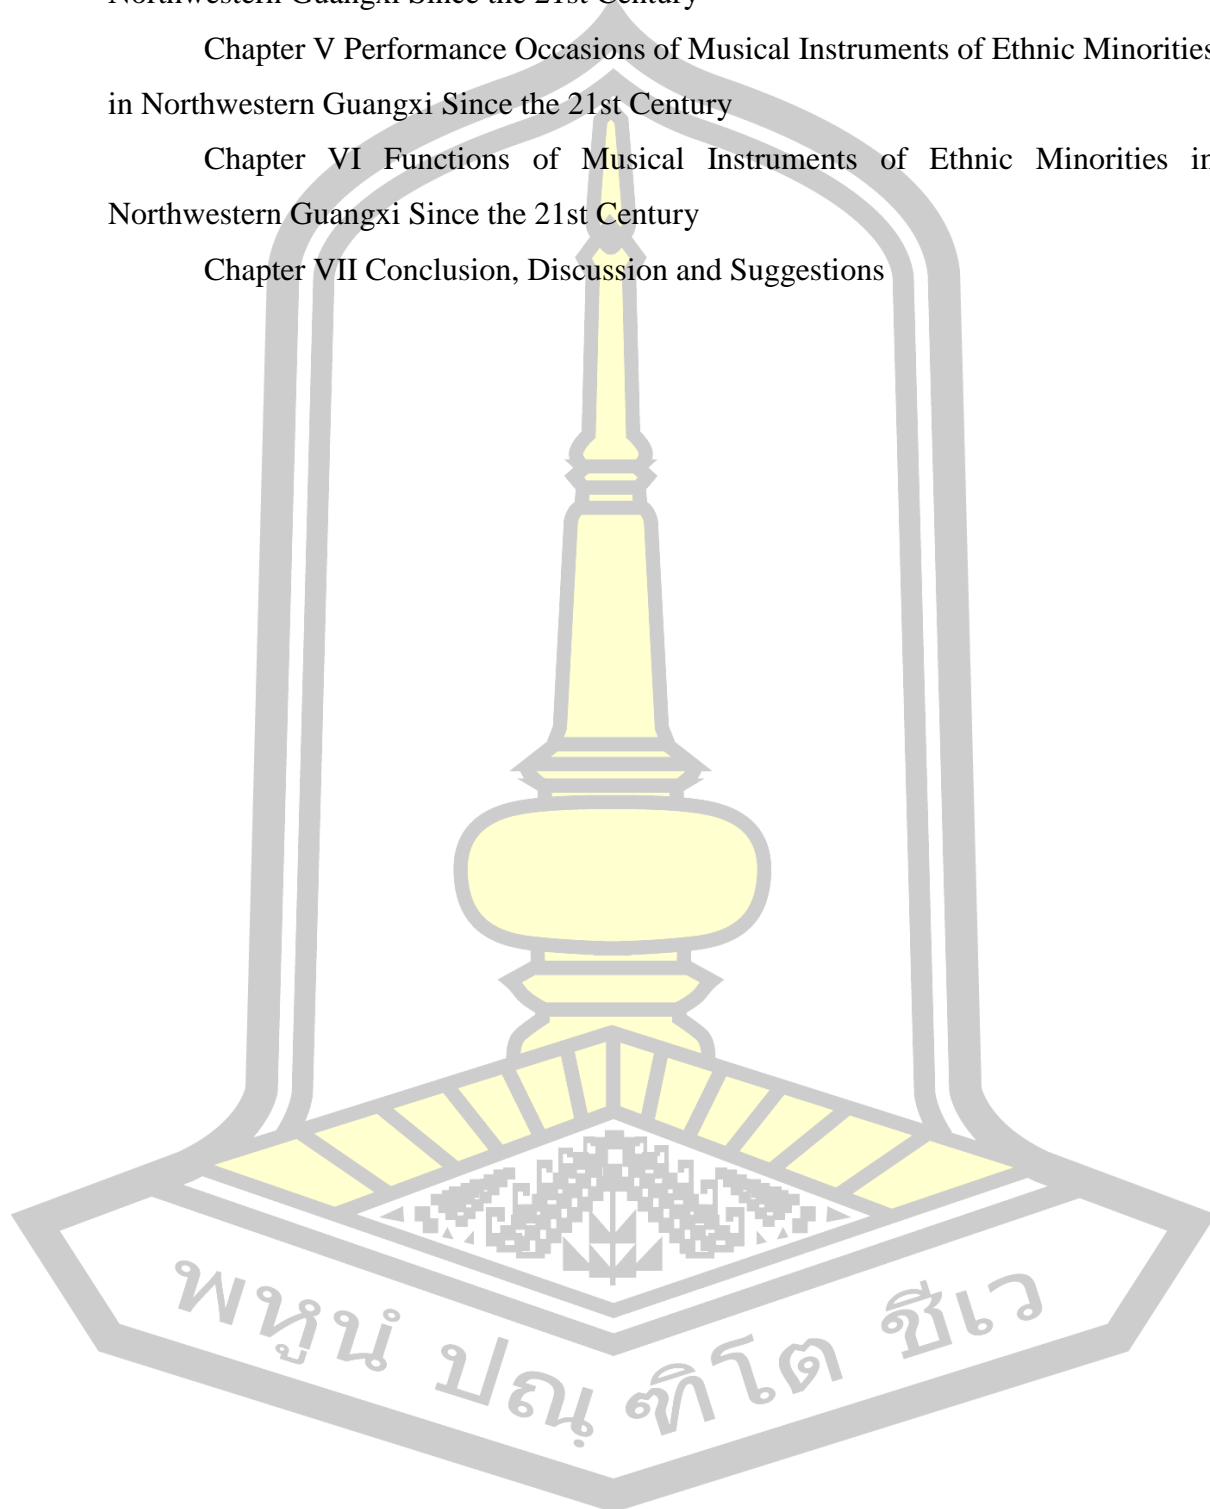 Northwestern Guangxi Since the 21st Century
Chapter V Performance Occasions of Musical Instruments of Ethnic Minorities
in Northwestern Guangxi Since the 21st Century
Chapter VI Functions of Musical Instruments of Ethnic Minorities in
Northwestern Guangxi Since the 21st Century
Chapter VII Conclusion, Discussion and Suggestions
พหูนํ ปณฺฑิโต ชีเว